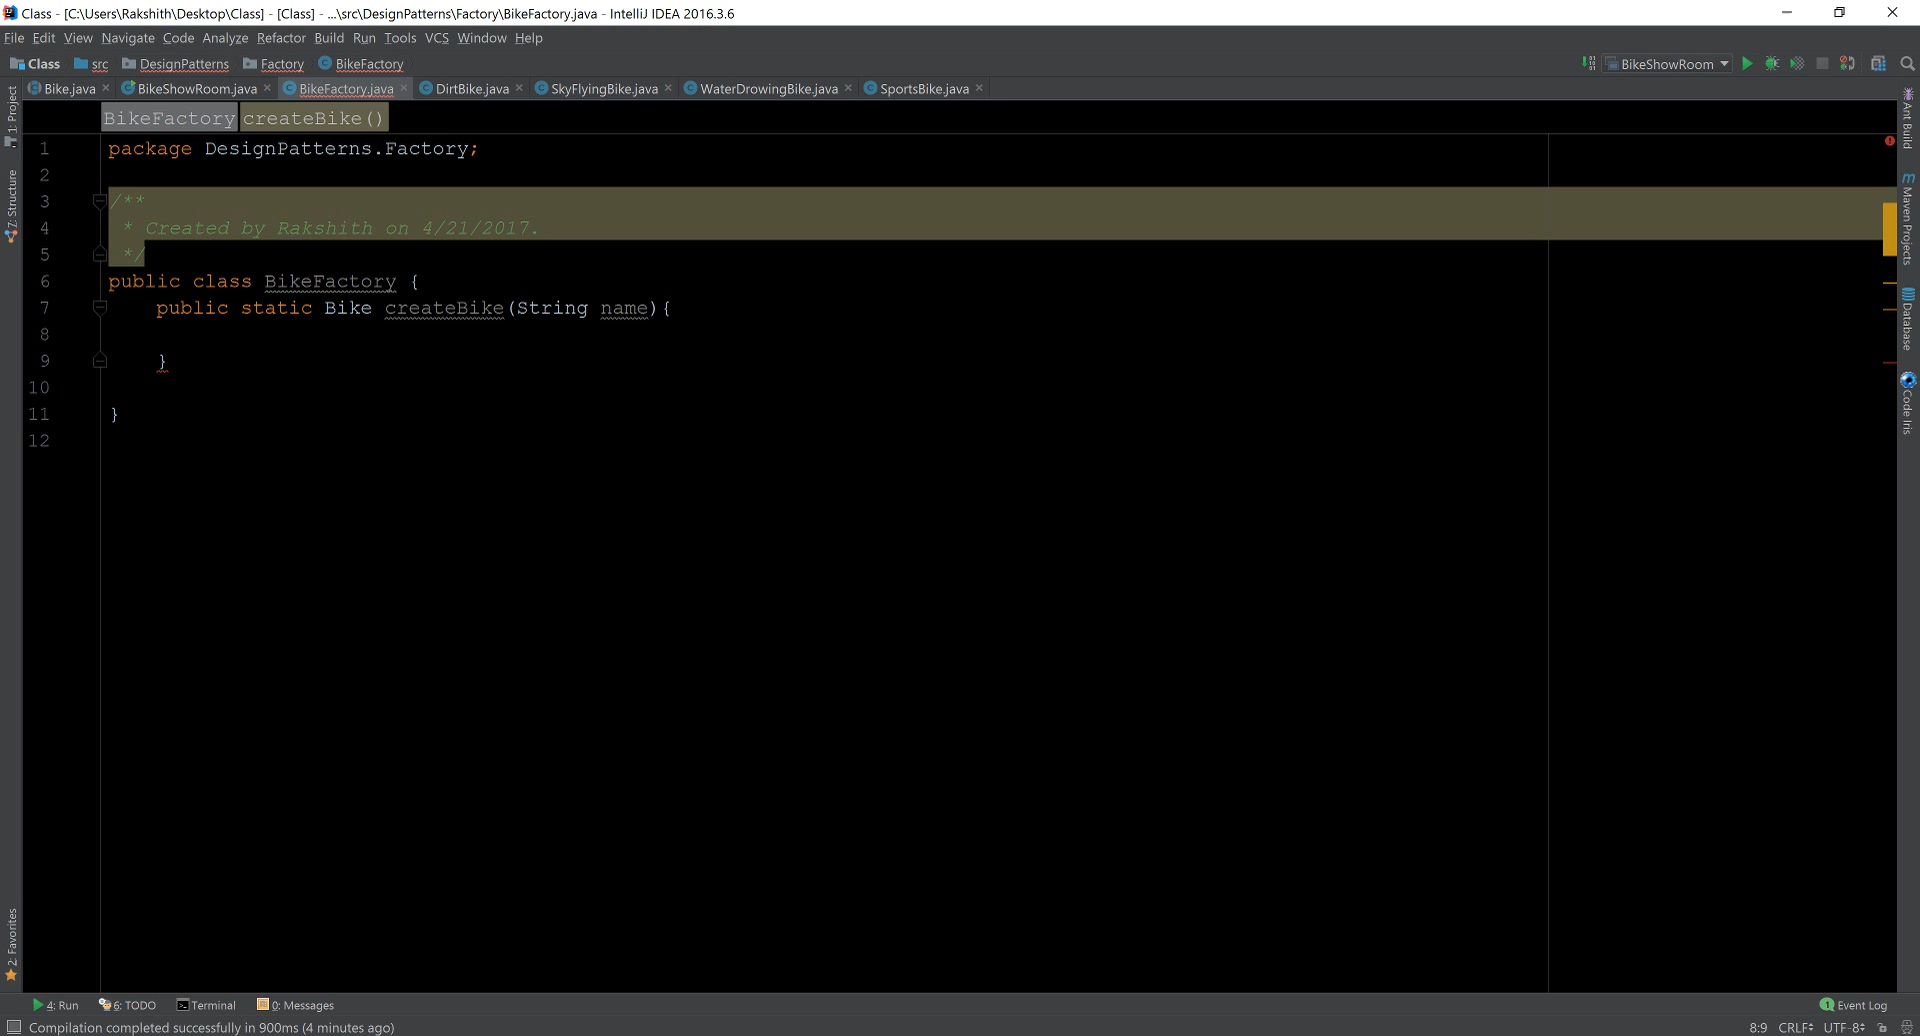 Class - [C:\Users\Rakshith\Desktop\Class] - [Class] - ...\src\DesignPatterns\Factory\BikeFactory.java - IntelliJ IDEA 2016.3.6
File Edit View Navigate Code Analyze Refactor Build Run Tools VCS Window Help
Class src DesignPatterns Factory BikeFactory BikeShowRoom
Bike.java BikeShowRoom.java BikeFactory.java DirtBike.java SkyFlyingBike.java WaterDrowingBike.java SportsBike.java
BikeFactory createBike()
1 package DesignPatterns.Factory;
2
3 /**
4 * Created by Rakshith on 4/21/2017.
5 */
6 public class BikeFactory {
7 public static Bike createBike(String name){
8
9 }
10
11 }
12
1: Project
Z: Structure
2: Favorites
Ant Build
Maven Projects
Database
Code Iris
4: Run 6: TODO Terminal 0: Messages 1 Event Log
Compilation completed successfully in 900ms (4 minutes ago) 8:9 CRLF UTF-8